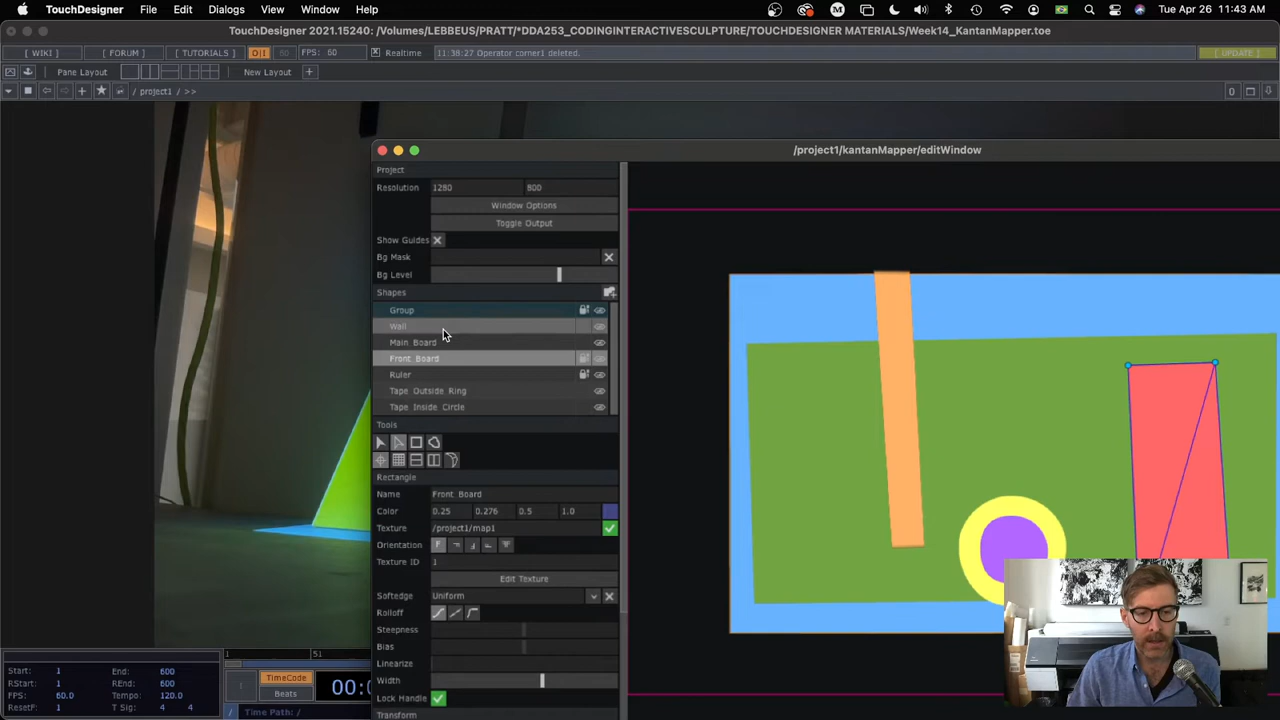 TouchDesigner File Edit Dialogs View Window Help Tue Apr 26 11:43 AM
TouchDesigner 2021.15240: /Volumes/LEBBEUS/PRATT/*DDA253_CODINGINTERACTIVESCULPTURE/TOUCHDESIGNER MATERIALS/Week14_KantanMapper.toe
[ WIKI ] [ FORUM ] [ TUTORIALS ] O|I 60 FPS: 60 Realtime 11:38:27 Operator corner1 deleted. [ UPDATE ]
Pane Layout New Layout +
/ project1 / >> 0
/project1/kantanMapper/editWindow
Project
Resolution 1280 800
Window Options
Toggle Output
Show Guides
Bg Mask
Bg Level
Shapes
Group
Wall
Main Board
Front Board
Ruler
Tape Outside Ring
Tape Inside Circle
Tools
Rectangle
Name Front Board
Color 0.25 0.276 0.5 1.0
Texture /project1/map1
Orientation
Texture ID 1
Edit Texture
Softedge Uniform
Rolloff
Steepness
Bias
Linearize
Width
Lock Handle
Transform
Start: 1 End: 600
RStart: 1 REnd: 600
FPS: 60.0 Tempo: 120.0
ResetF: 1 T Sig: 4 4
1 51
TimeCode
Beats
00:0
/ Time Path: /